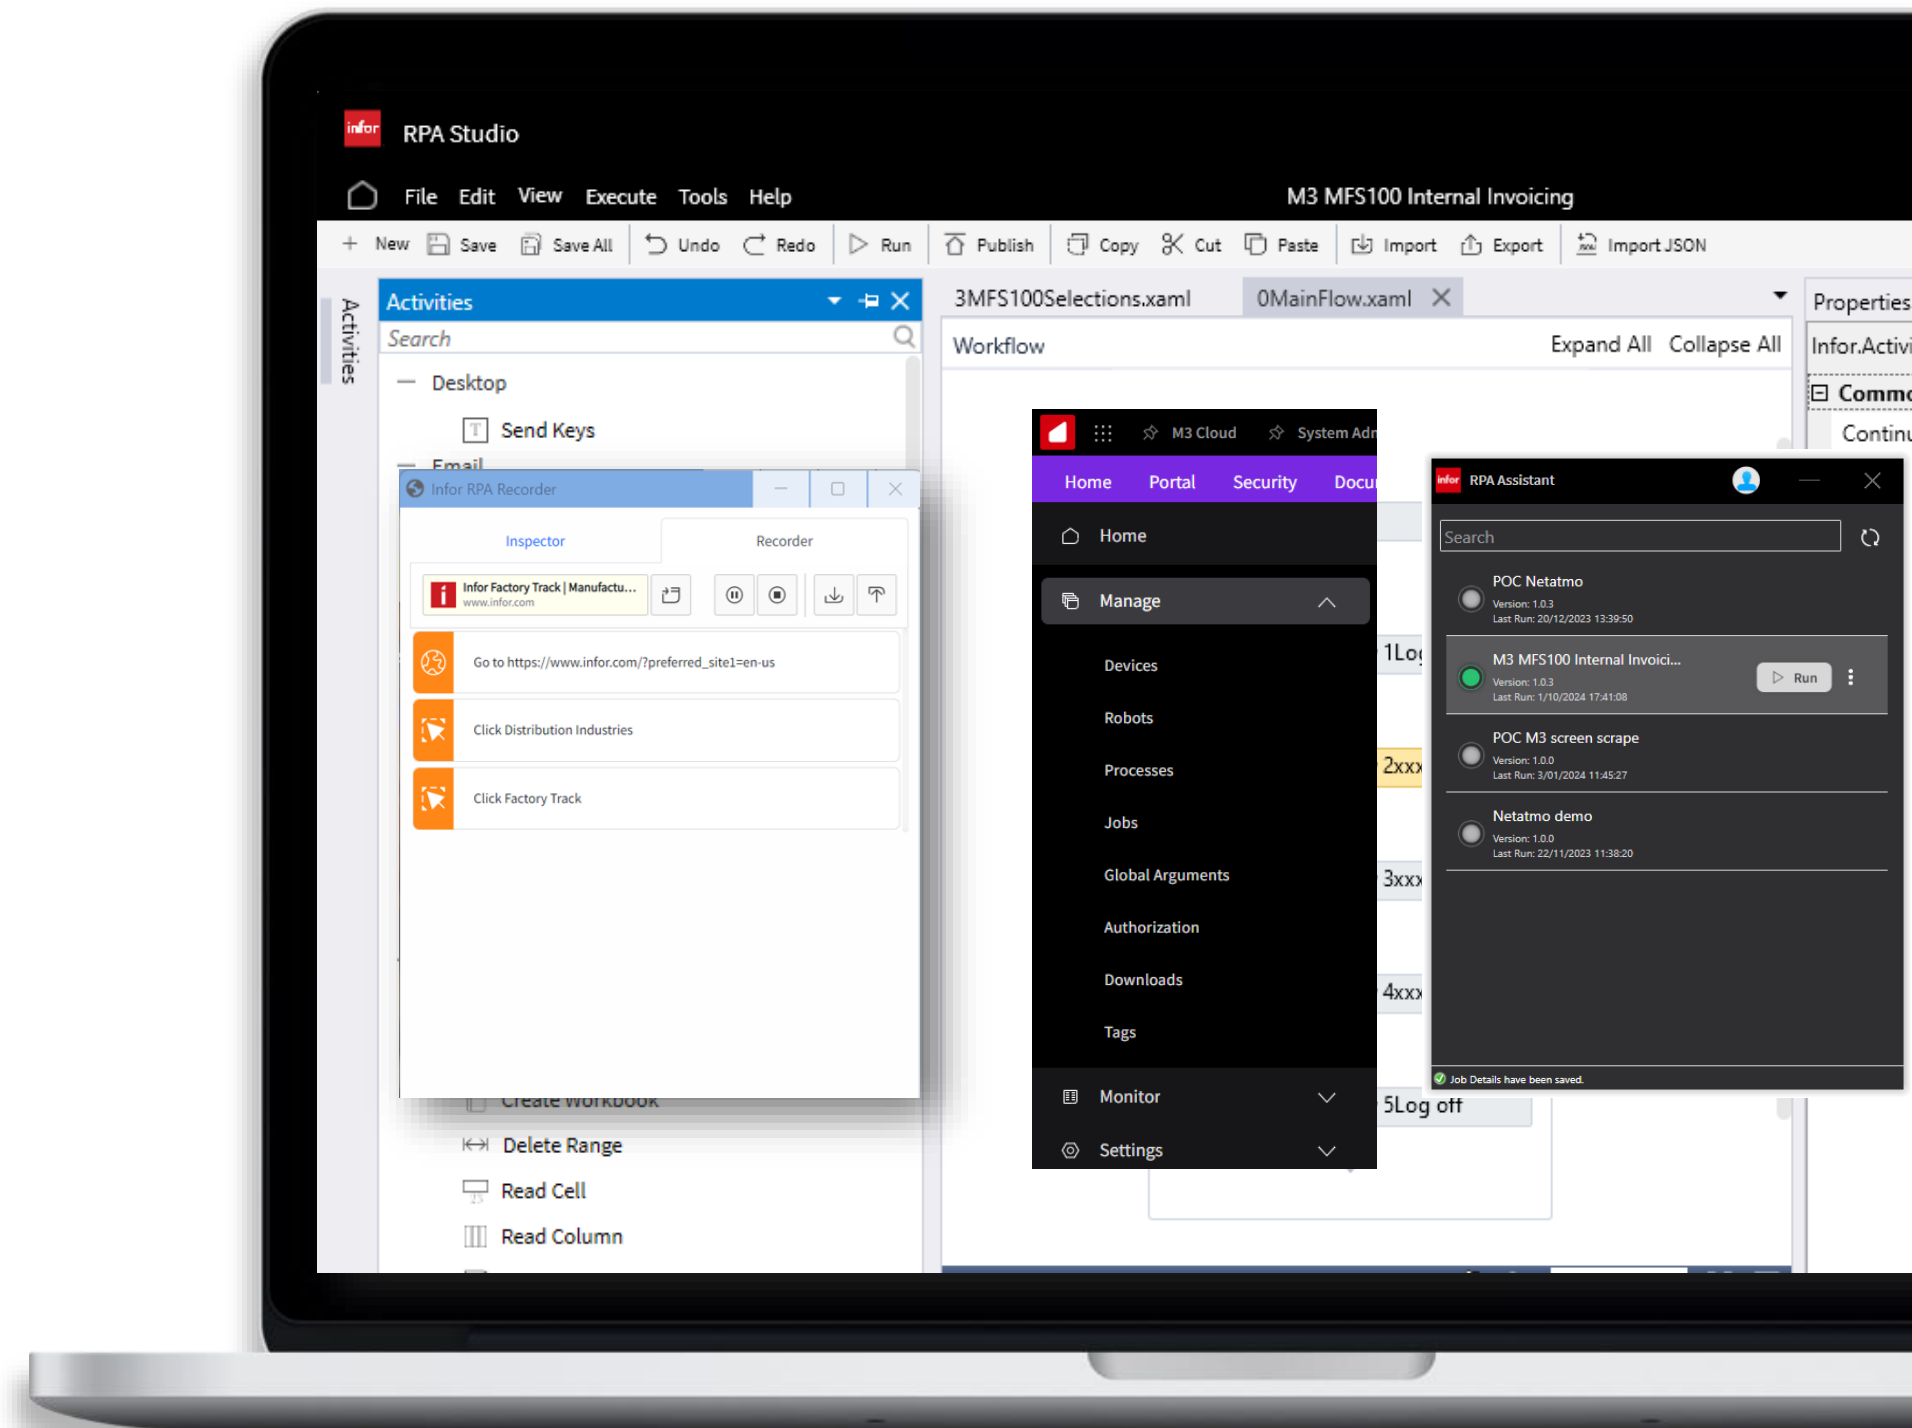 infor
RPA Studio
File Edit View Execute Tools Help
M3 MFS100 Internal Invoicing
New Save Save All Undo Redo Run Publish Copy Cut Paste Import Export Import JSON
Activities
Activities
Search
Desktop
Send Keys
Email
Infor RPA Recorder
Inspector Recorder
Infor Factory Track | Manufactu...
www.infor.com
Go to https://www.infor.com/?preferred_site1=en-us
Click Distribution Industries
Click Factory Track
Create Workbook
Delete Range
Read Cell
Read Column
3MFS100Selections.xaml 0MainFlow.xaml
Workflow Expand All Collapse All
1Log
2xxx
3xxx
4xxx
5Log off
M3 Cloud System Adm
Home Portal Security Docu
Home
Manage
Devices
Robots
Processes
Jobs
Global Arguments
Authorization
Downloads
Tags
Monitor
Settings
Properties
Infor.Activi
Commo
Continu
infor RPA Assistant
Search
POC Netatmo
Version: 1.0.3
Last Run: 20/12/2023 13:39:50
M3 MFS100 Internal Invoici...
Version: 1.0.3
Last Run: 1/10/2024 17:41:08
Run
POC M3 screen scrape
Version: 1.0.0
Last Run: 3/01/2024 11:45:27
Netatmo demo
Version: 1.0.0
Last Run: 22/11/2023 11:38:20
Job Details have been saved.